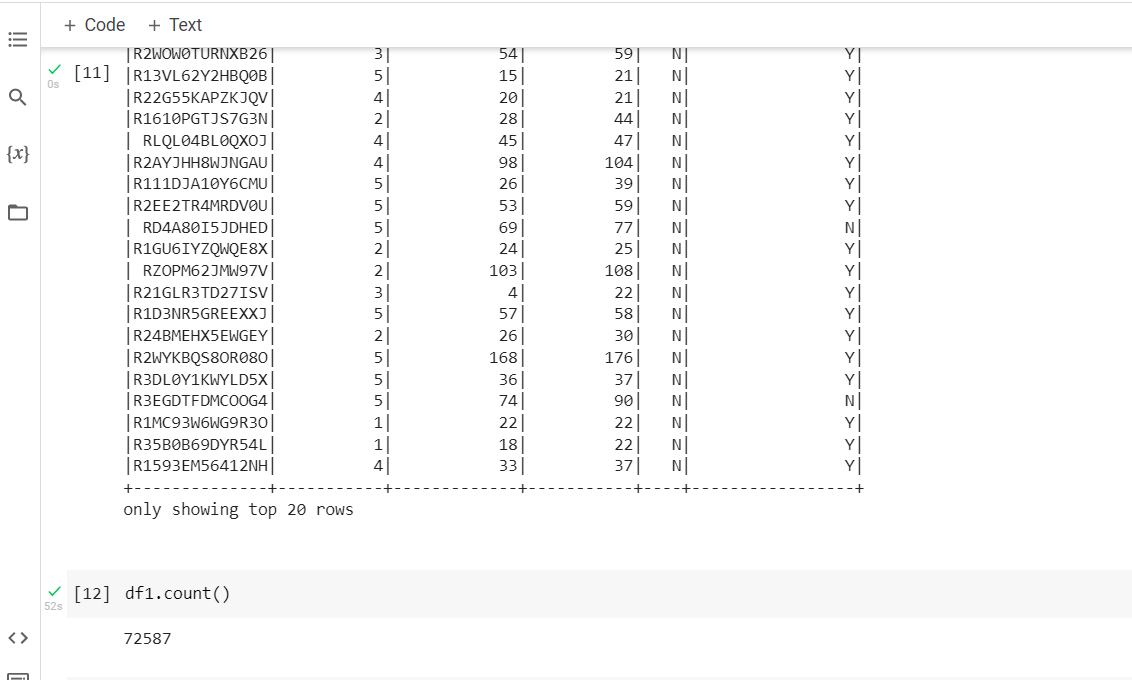 + Code + Text
|R2WOW0TURNXB26| 3| 54| 59| N| Y|
[11]
0s
|R13VL62Y2HBQ0B| 5| 15| 21| N| Y|
|R22G55KAPZKJQV| 4| 20| 21| N| Y|
|R1610PGTJS7G3N| 2| 28| 44| N| Y|
| RLQL04BL0QXOJ| 4| 45| 47| N| Y|
{x}
|R2AYJHH8WJNGAU| 4| 98| 104| N| Y|
|R111DJA10Y6CMU| 5| 26| 39| N| Y|
|R2EE2TR4MRDV0U| 5| 53| 59| N| Y|
| RD4A80I5JDHED| 5| 69| 77| N| N|
|R1GU6IYZQWQE8X| 2| 24| 25| N| Y|
| RZOPM62JMW97V| 2| 103| 108| N| Y|
|R21GLR3TD27ISV| 3| 4| 22| N| Y|
|R1D3NR5GREEXXJ| 5| 57| 58| N| Y|
|R24BMEHX5EWGEY| 2| 26| 30| N| Y|
|R2WYKBQS8OR08O| 5| 168| 176| N| Y|
|R3DL0Y1KWYLD5X| 5| 36| 37| N| Y|
|R3EGDTFDMCOOG4| 5| 74| 90| N| N|
|R1MC93W6WG9R3O| 1| 22| 22| N| Y|
|R35B0B69DYR54L| 1| 18| 22| N| Y|
|R1593EM56412NH| 4| 33| 37| N| Y|
+--------------+-----------+-------------+-----------+----+-----------------+
only showing top 20 rows
[12] df1.count()
52s
72587